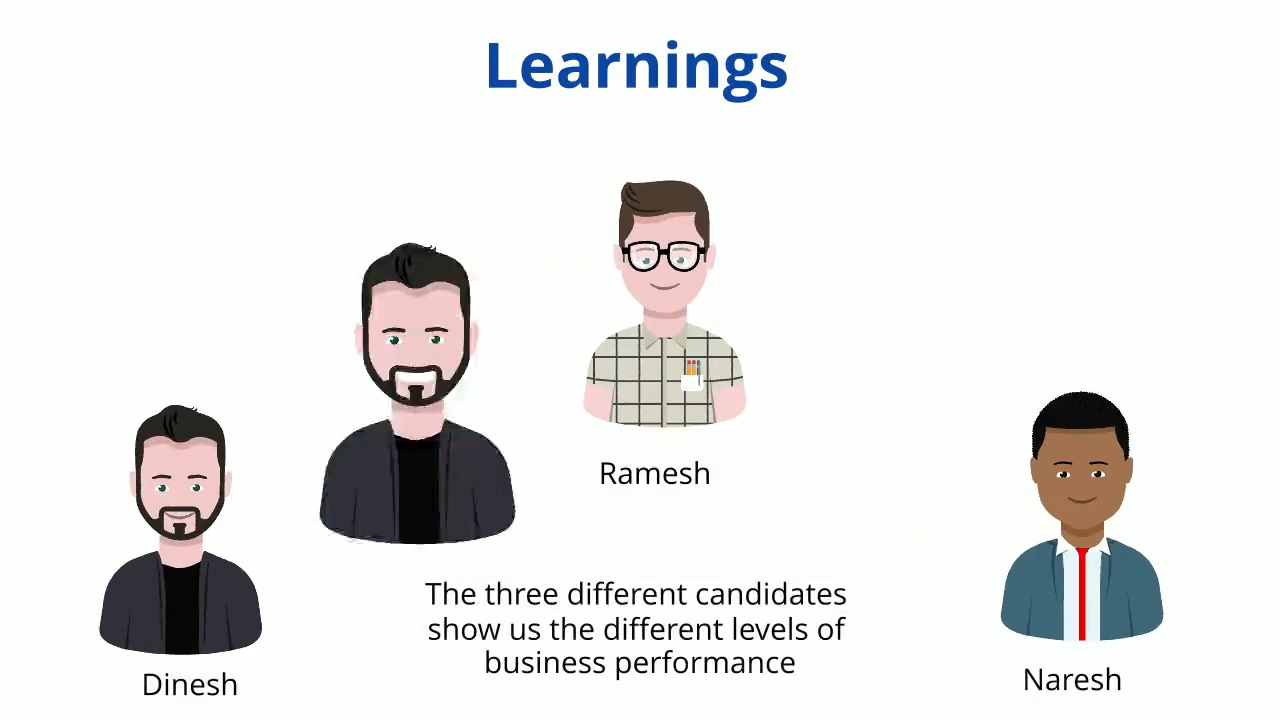 Learnings
Ramesh
The three different candidates
show us the different levels of
business performance
Dinesh
Naresh